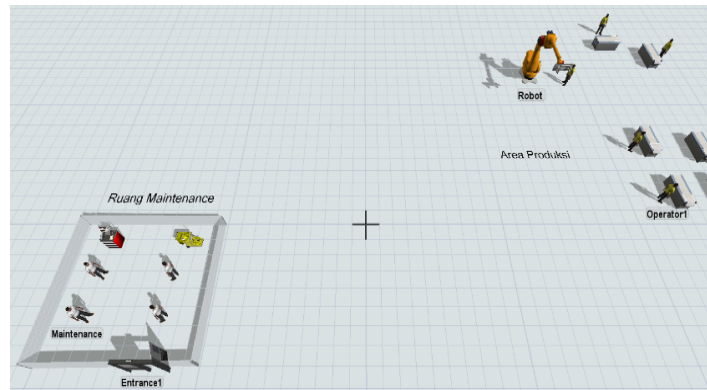 Robot
Area Produksi
Ruang Maintenance
Operator1
Maintenance
Entrance1